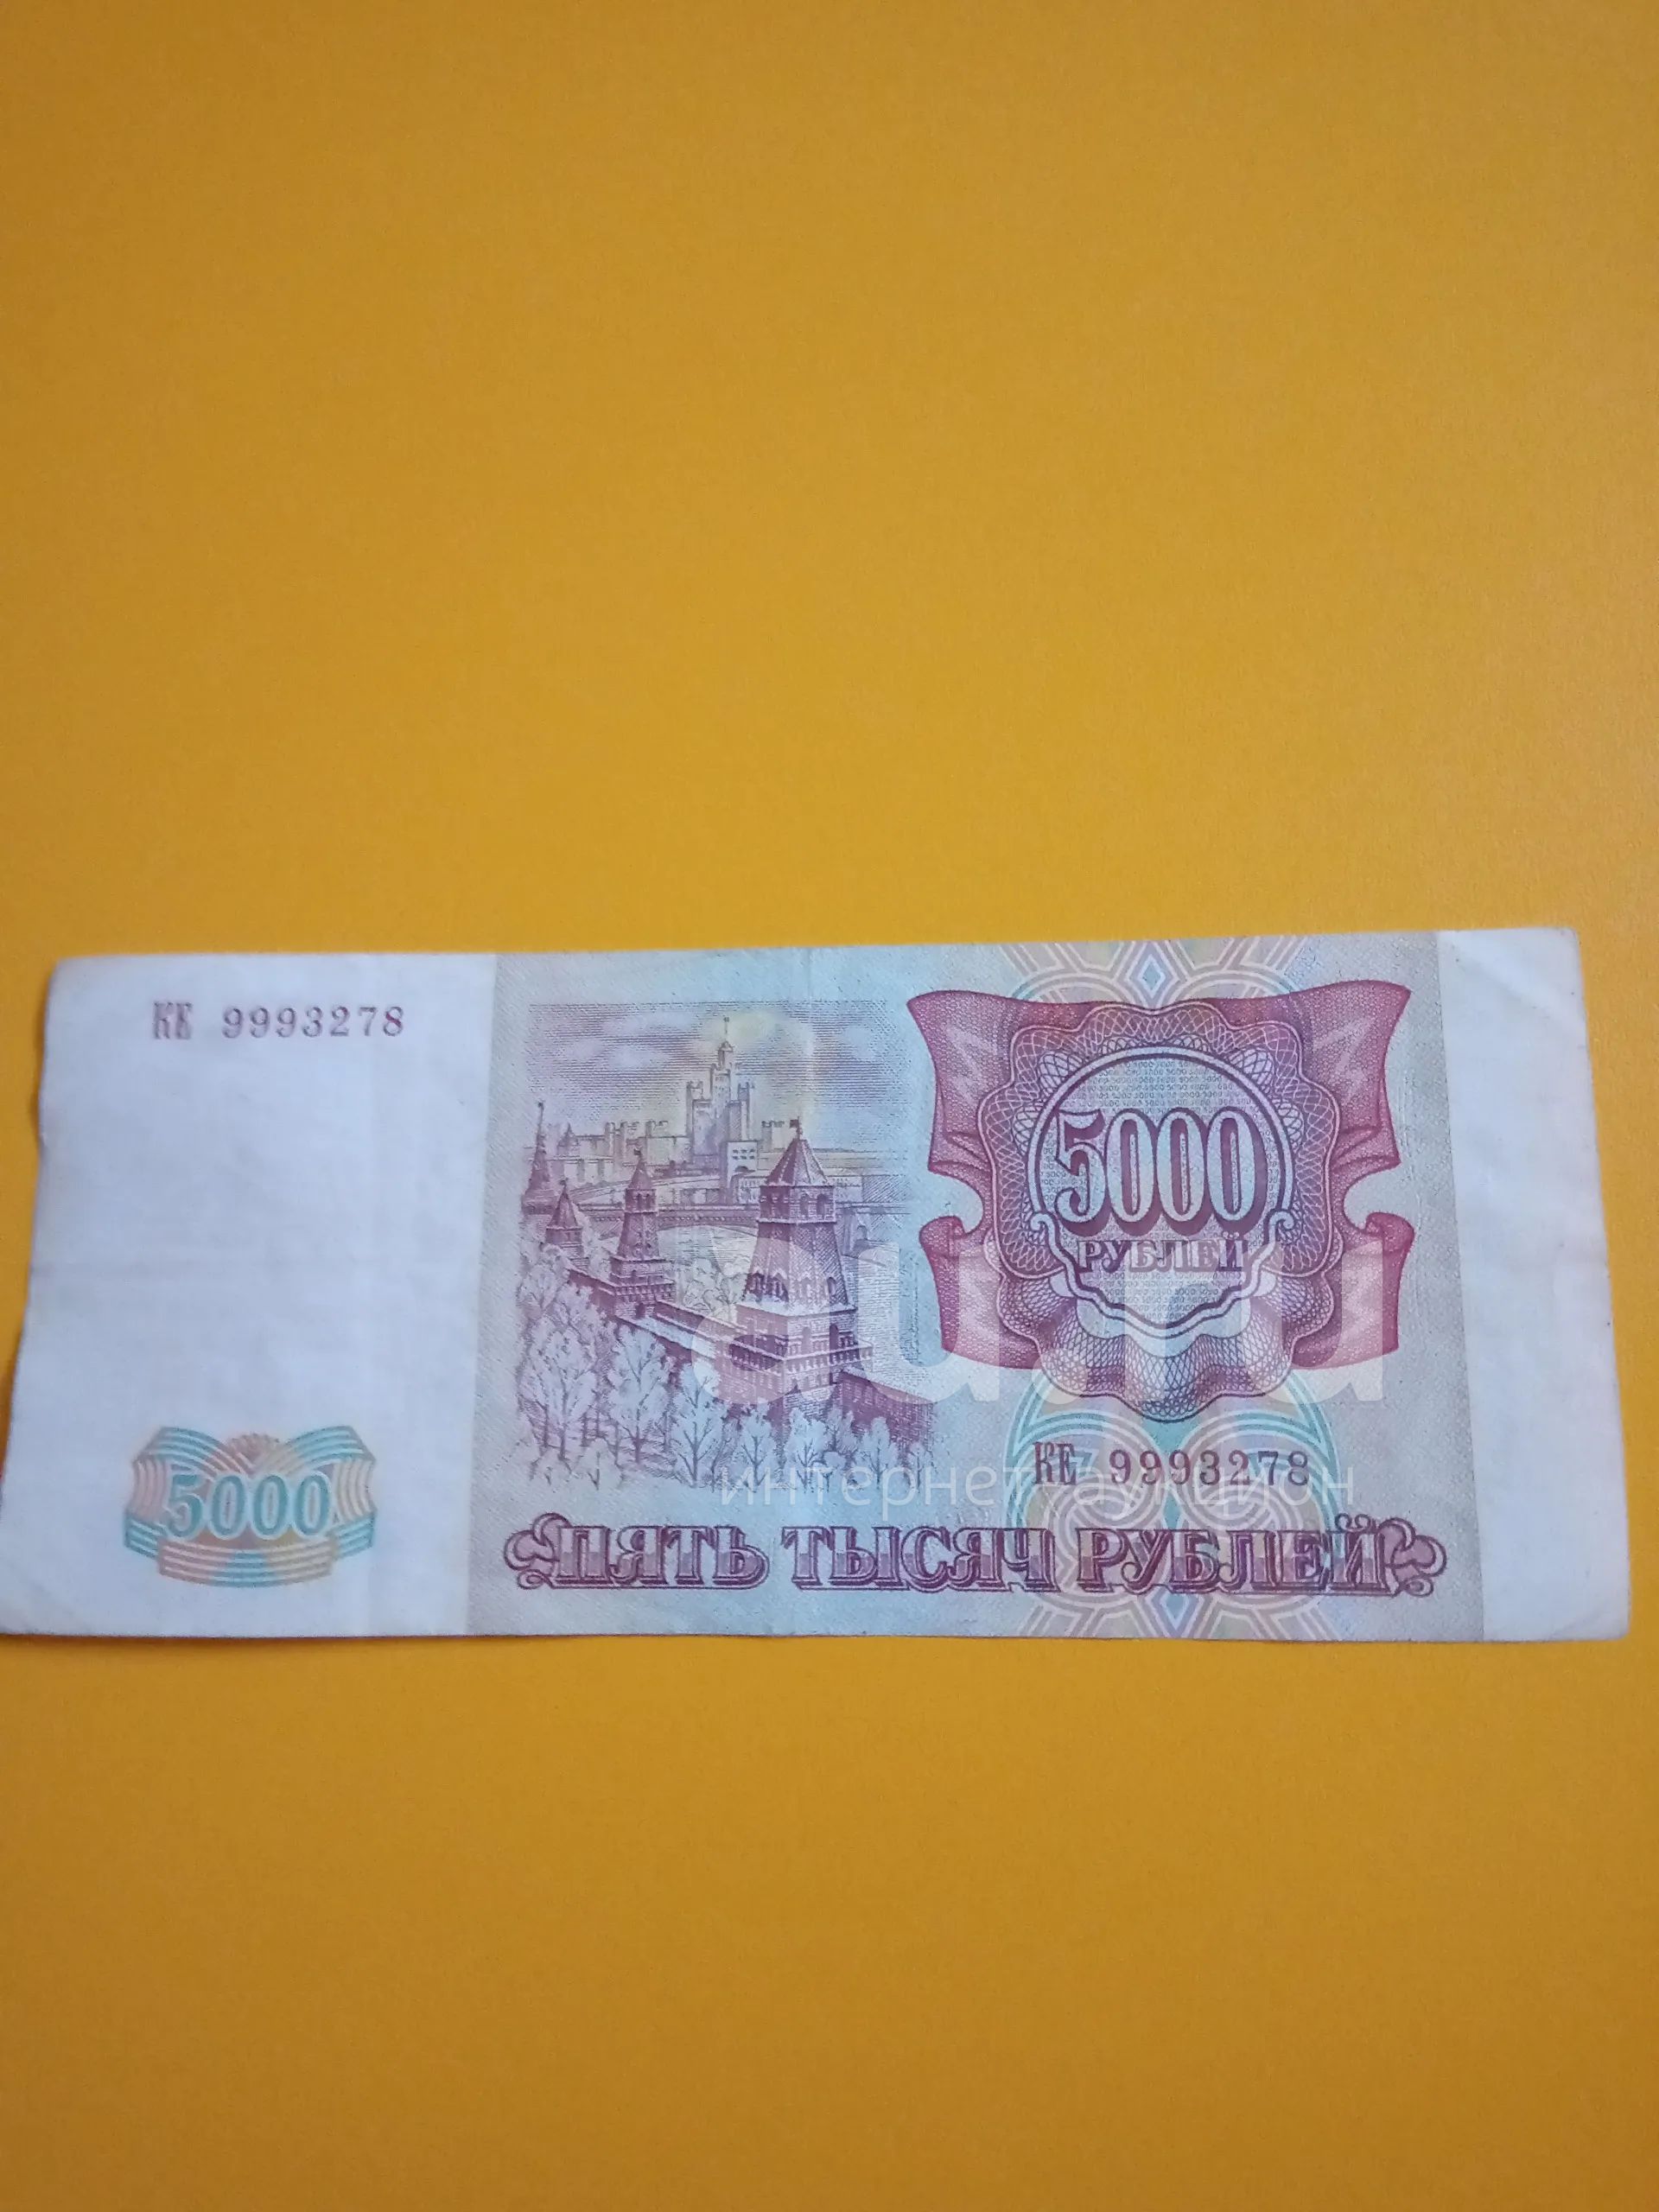 КЕ 9993278
5000
РУБЛЕЙ
КЕ 9993278
интернет-аукцион
5000
ПЯТЬ ТЫСЯЧ РУБЛЕЙ